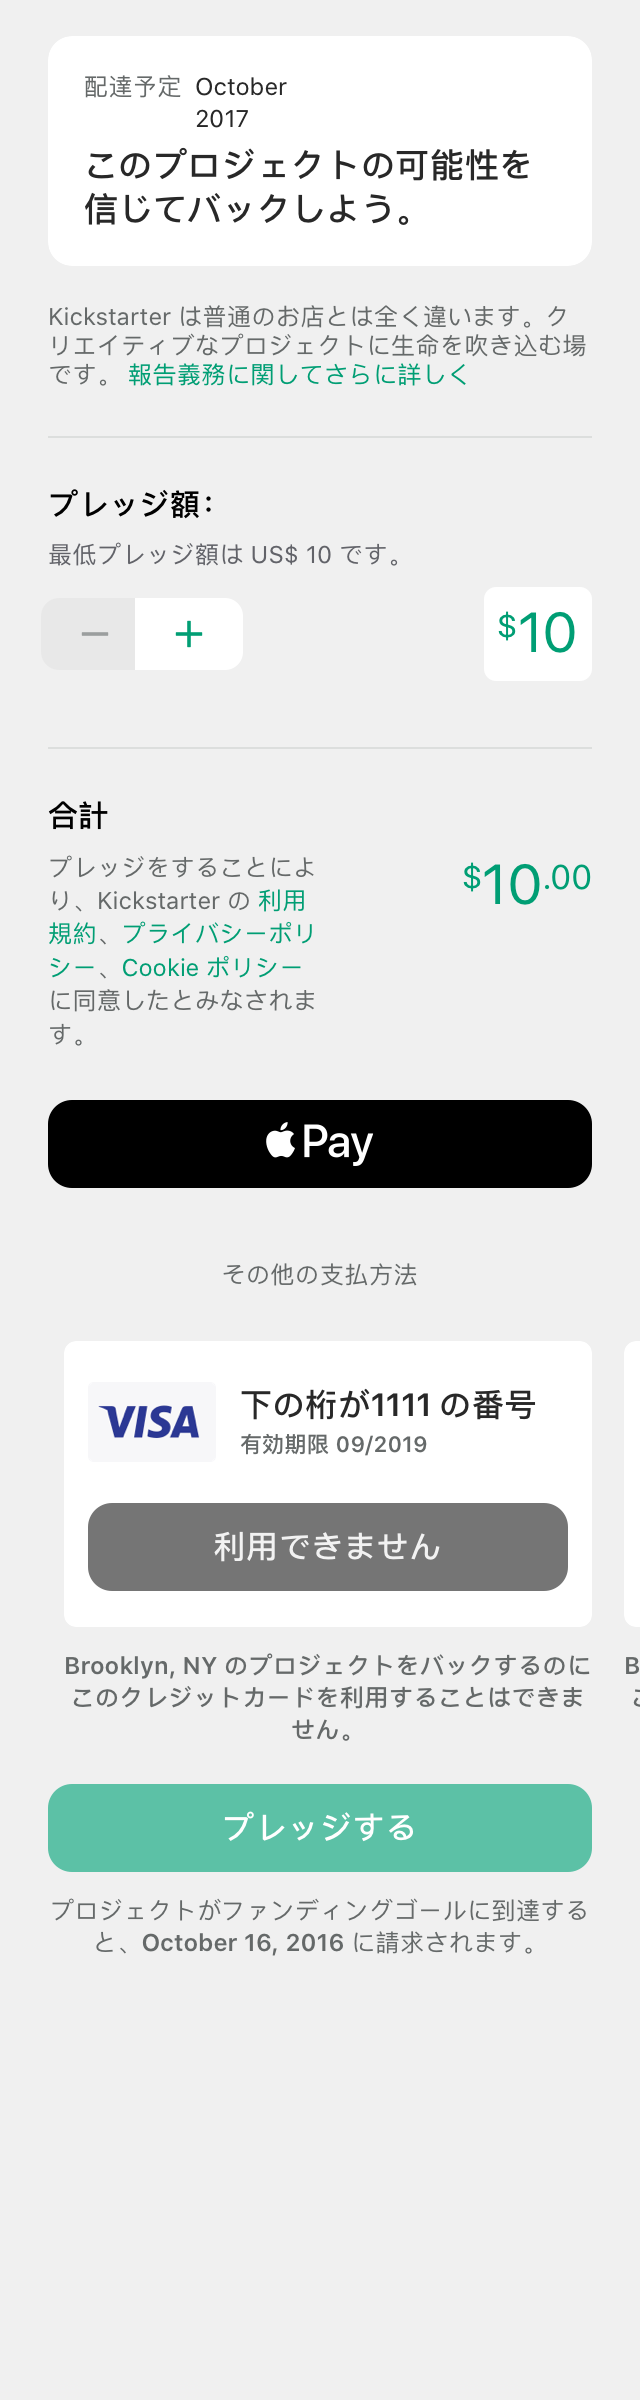 配達予定 October
2017
このプロジェクトの可能性を
信じてバックしよう。
Kickstarter は普通のお店とは全く違います。ク
リエイティブなプロジェクトに生命を吹き込む場
です。 報告義務に関してさらに詳しく
プレッジ額：
最低プレッジ額は US$ 10 です。
− + $10
合計
プレッジをすることによ
り、Kickstarter の 利用
規約、プライバシーポリ
シー、Cookie ポリシー
に同意したとみなされま
す。
$10.00
Pay
その他の支払方法
VISA 下の桁が1111 の番号
有効期限 09/2019
利用できません
Brooklyn, NY のプロジェクトをバックするのに
このクレジットカードを利用することはできま
せん。
プレッジする
プロジェクトがファンディングゴールに到達する
と、October 16, 2016 に請求されます。